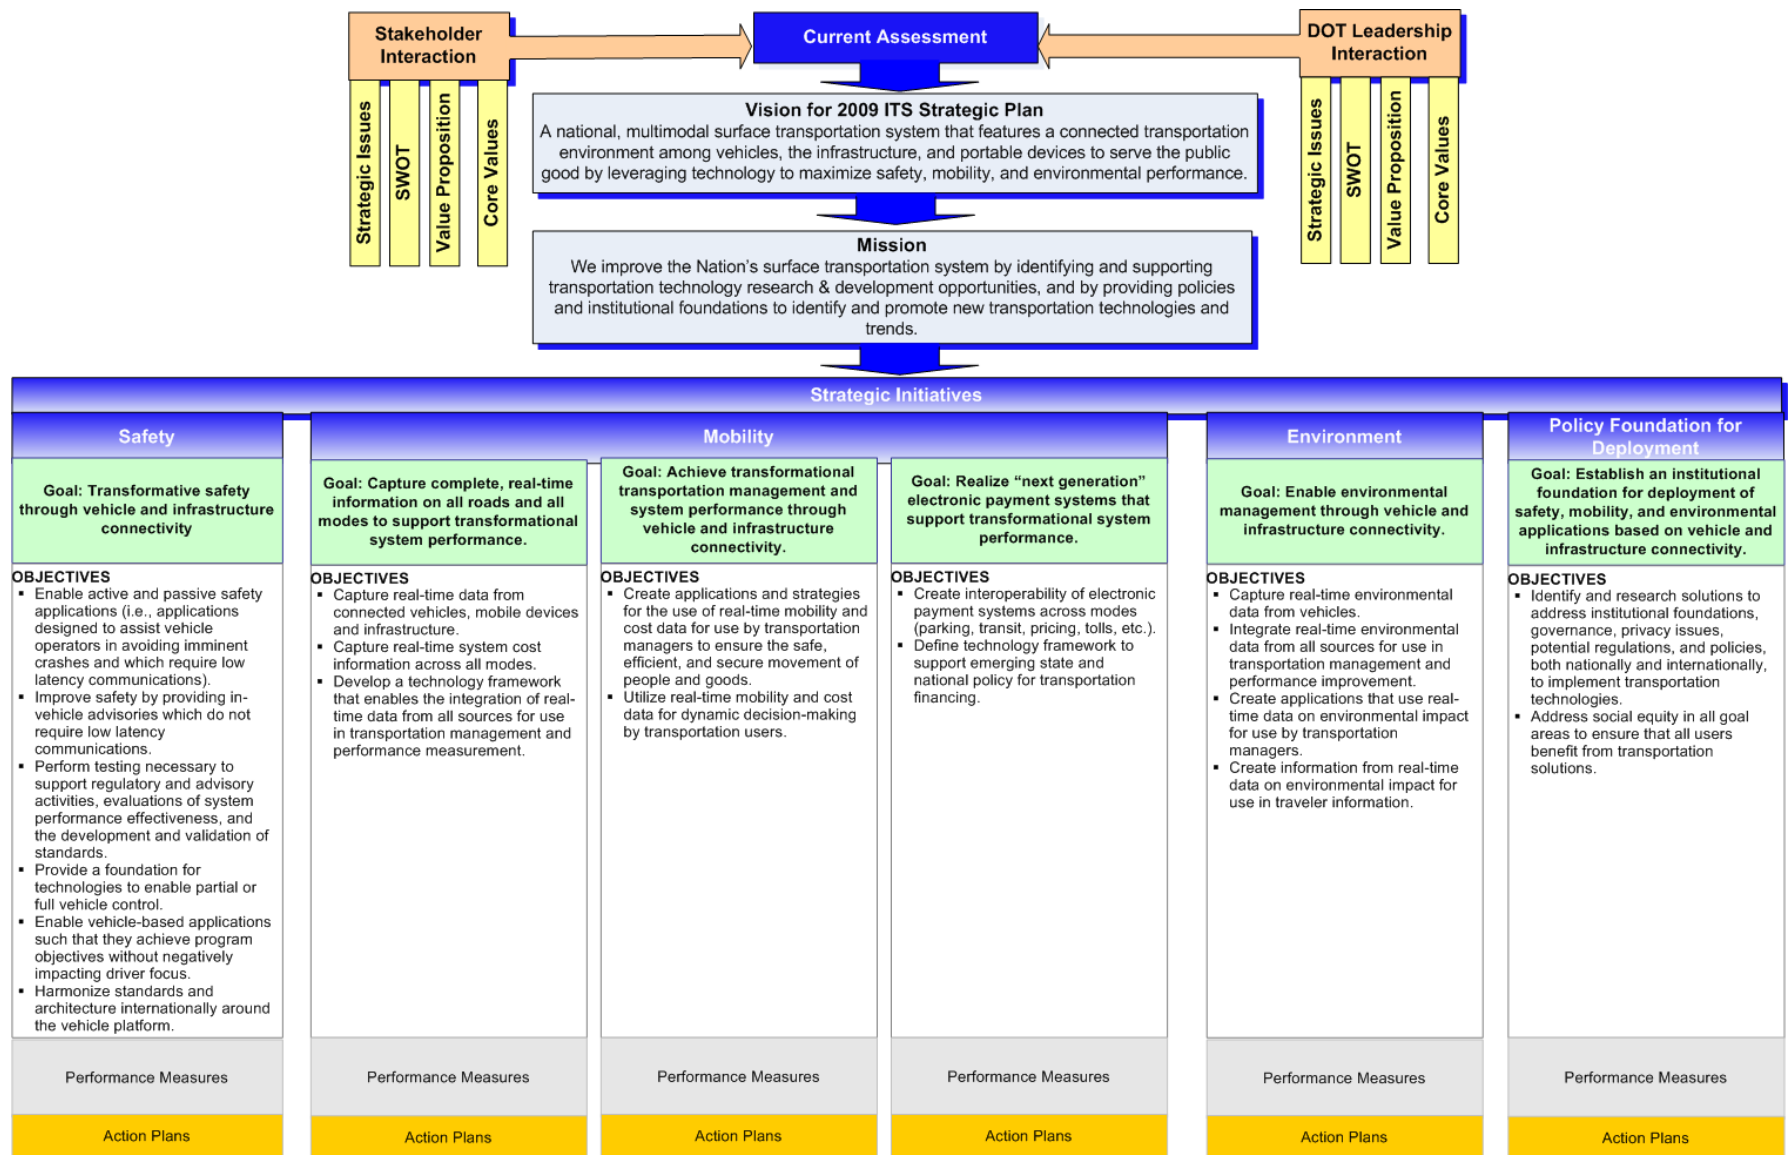 Stakeholder
Interaction
Current Assessment
DOT Leadership
Interaction
Strategic Issues
SWOT
Value Proposition
Core Values
Strategic Issues
SWOT
Value Proposition
Core Values
Vision for 2009 ITS Strategic Plan
A national, multimodal surface transportation system that features a connected transportation
environment among vehicles, the infrastructure, and portable devices to serve the public
good by leveraging technology to maximize safety, mobility, and environmental performance.
Mission
We improve the Nation's surface transportation system by identifying and supporting
transportation technology research & development opportunities, and by providing policies
and institutional foundations to identify and promote new transportation technologies and
trends.
Strategic Initiatives
Safety
Goal: Transformative safety
through vehicle and infrastructure
connectivity
OBJECTIVES
▪ Enable active and passive safety
applications (i.e., applications
designed to assist vehicle
operators in avoiding imminent
crashes and which require low
latency communications).
▪ Improve safety by providing in-
vehicle advisories which do not
require low latency
communications.
▪ Perform testing necessary to
support regulatory and advisory
activities, evaluations of system
performance effectiveness, and
the development and validation of
standards.
▪ Provide a foundation for
technologies to enable partial or
full vehicle control.
▪ Enable vehicle-based applications
such that they achieve program
objectives without negatively
impacting driver focus.
▪ Harmonize standards and
architecture internationally around
the vehicle platform.
Performance Measures
Action Plans
Mobility
Goal: Capture complete, real-time
information on all roads and all
modes to support transformational
system performance.
OBJECTIVES
▪ Capture real-time data from
connected vehicles, mobile devices
and infrastructure.
▪ Capture real-time system cost
information across all modes.
▪ Develop a technology framework
that enables the integration of real-
time data from all sources for use
in transportation management and
performance measurement.
Performance Measures
Action Plans
Goal: Achieve transformational
transportation management and
system performance through
vehicle and infrastructure
connectivity.
OBJECTIVES
▪ Create applications and strategies
for the use of real-time mobility and
cost data for use by transportation
managers to ensure the safe,
efficient, and secure movement of
people and goods.
▪ Utilize real-time mobility and cost
data for dynamic decision-making
by transportation users.
Performance Measures
Action Plans
Goal: Realize “next generation”
electronic payment systems that
support transformational system
performance.
OBJECTIVES
▪ Create interoperability of electronic
payment systems across modes
(parking, transit, pricing, tolls, etc.).
▪ Define technology framework to
support emerging state and
national policy for transportation
financing.
Performance Measures
Action Plans
Environment
Goal: Enable environmental
management through vehicle and
infrastructure connectivity.
OBJECTIVES
▪ Capture real-time environmental
data from vehicles.
▪ Integrate real-time environmental
data from all sources for use in
transportation management and
performance improvement.
▪ Create applications that use real-
time data on environmental impact
for use by transportation
managers.
▪ Create information from real-time
data on environmental impact for
use in traveler information.
Performance Measures
Action Plans
Policy Foundation for
Deployment
Goal: Establish an institutional
foundation for deployment of
safety, mobility, and environmental
applications based on vehicle and
infrastructure connectivity.
OBJECTIVES
▪ Identify and research solutions to
address institutional foundations,
governance, privacy issues,
potential regulations, and policies,
both nationally and internationally,
to implement transportation
technologies.
▪ Address social equity in all goal
areas to ensure that all users
benefit from transportation
solutions.
Performance Measures
Action Plans